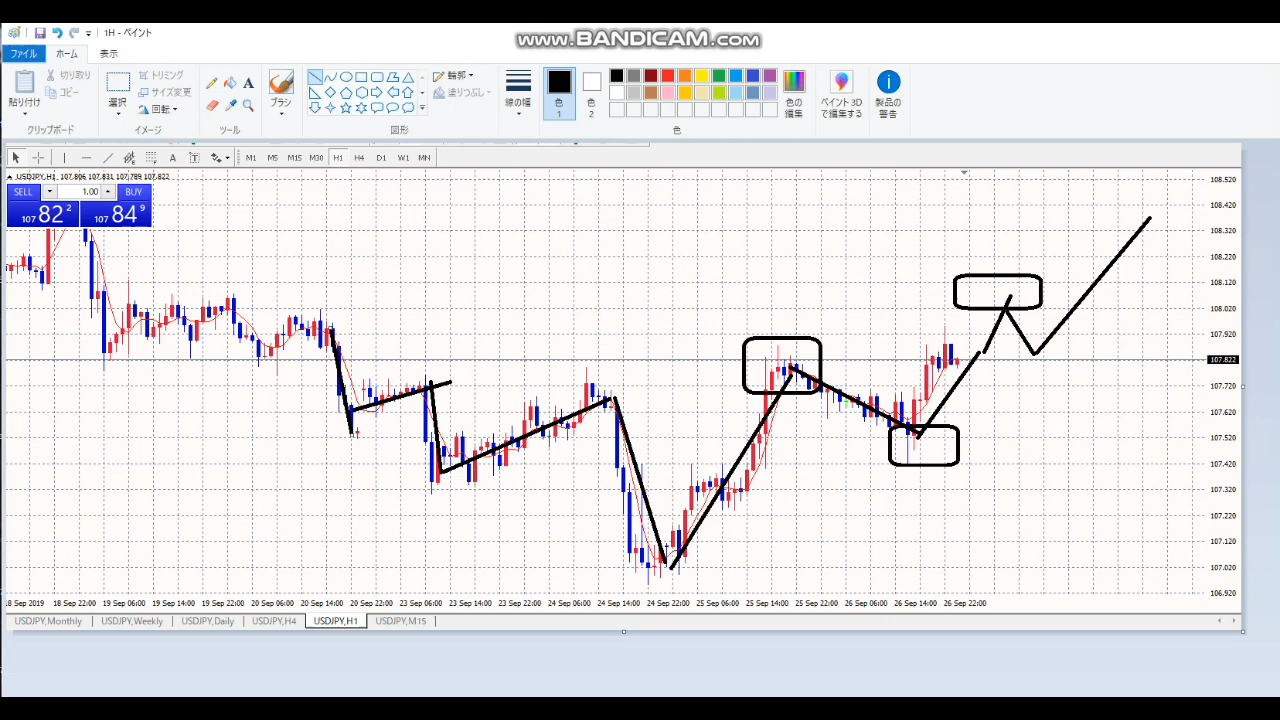 1H - ペイント
www.BANDICAM.com
ファイル ホーム 表示
貼り付け
切り取り
コピー
クリップボード
選択
トリミング
サイズ変更
回転
イメージ
ツール
ブラシ
輪郭
塗りつぶし
図形
線の幅
色
1
色
2
色の
編集
色
ペイント 3D
で編集する
製品の
警告
M1 M5 M15 M30 H1 H4 D1 W1 MN
USDJPY,H1 107.806 107.831 107.789 107.822
SELL 1.00 BUY
107 82 2 107 84 9
108.520
108.420
108.320
108.220
108.120
108.020
107.920
107.822
107.720
107.620
107.520
107.420
107.320
107.220
107.120
107.020
106.920
18 Sep 2019 18 Sep 22:00 19 Sep 06:00 19 Sep 14:00 19 Sep 22:00 20 Sep 06:00 20 Sep 14:00 20 Sep 22:00 23 Sep 06:00 23 Sep 14:00 23 Sep 22:00 24 Sep 06:00 24 Sep 14:00 24 Sep 22:00 25 Sep 06:00 25 Sep 14:00 25 Sep 22:00 26 Sep 06:00 26 Sep 14:00 26 Sep 22:00
USDJPY,Monthly USDJPY,Weekly USDJPY,Daily USDJPY,H4 USDJPY,H1 USDJPY,M15